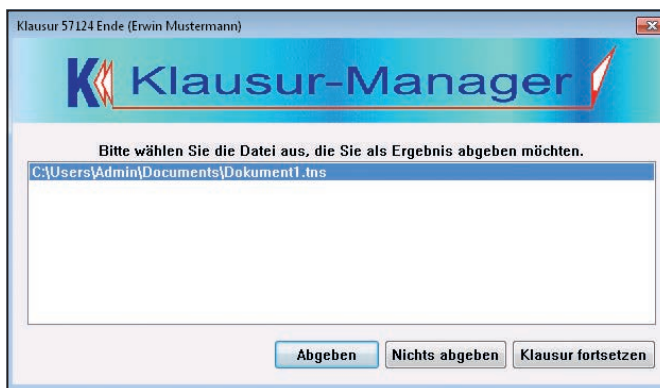 Klausur 57124 Ende (Erwin Mustermann)
Klausur-Manager
Bitte wählen Sie die Datei aus, die Sie als Ergebnis abgeben möchten.
C:\Users\Admin\Documents\Dokument1.tns
Abgeben Nichts abgeben Klausur fortsetzen